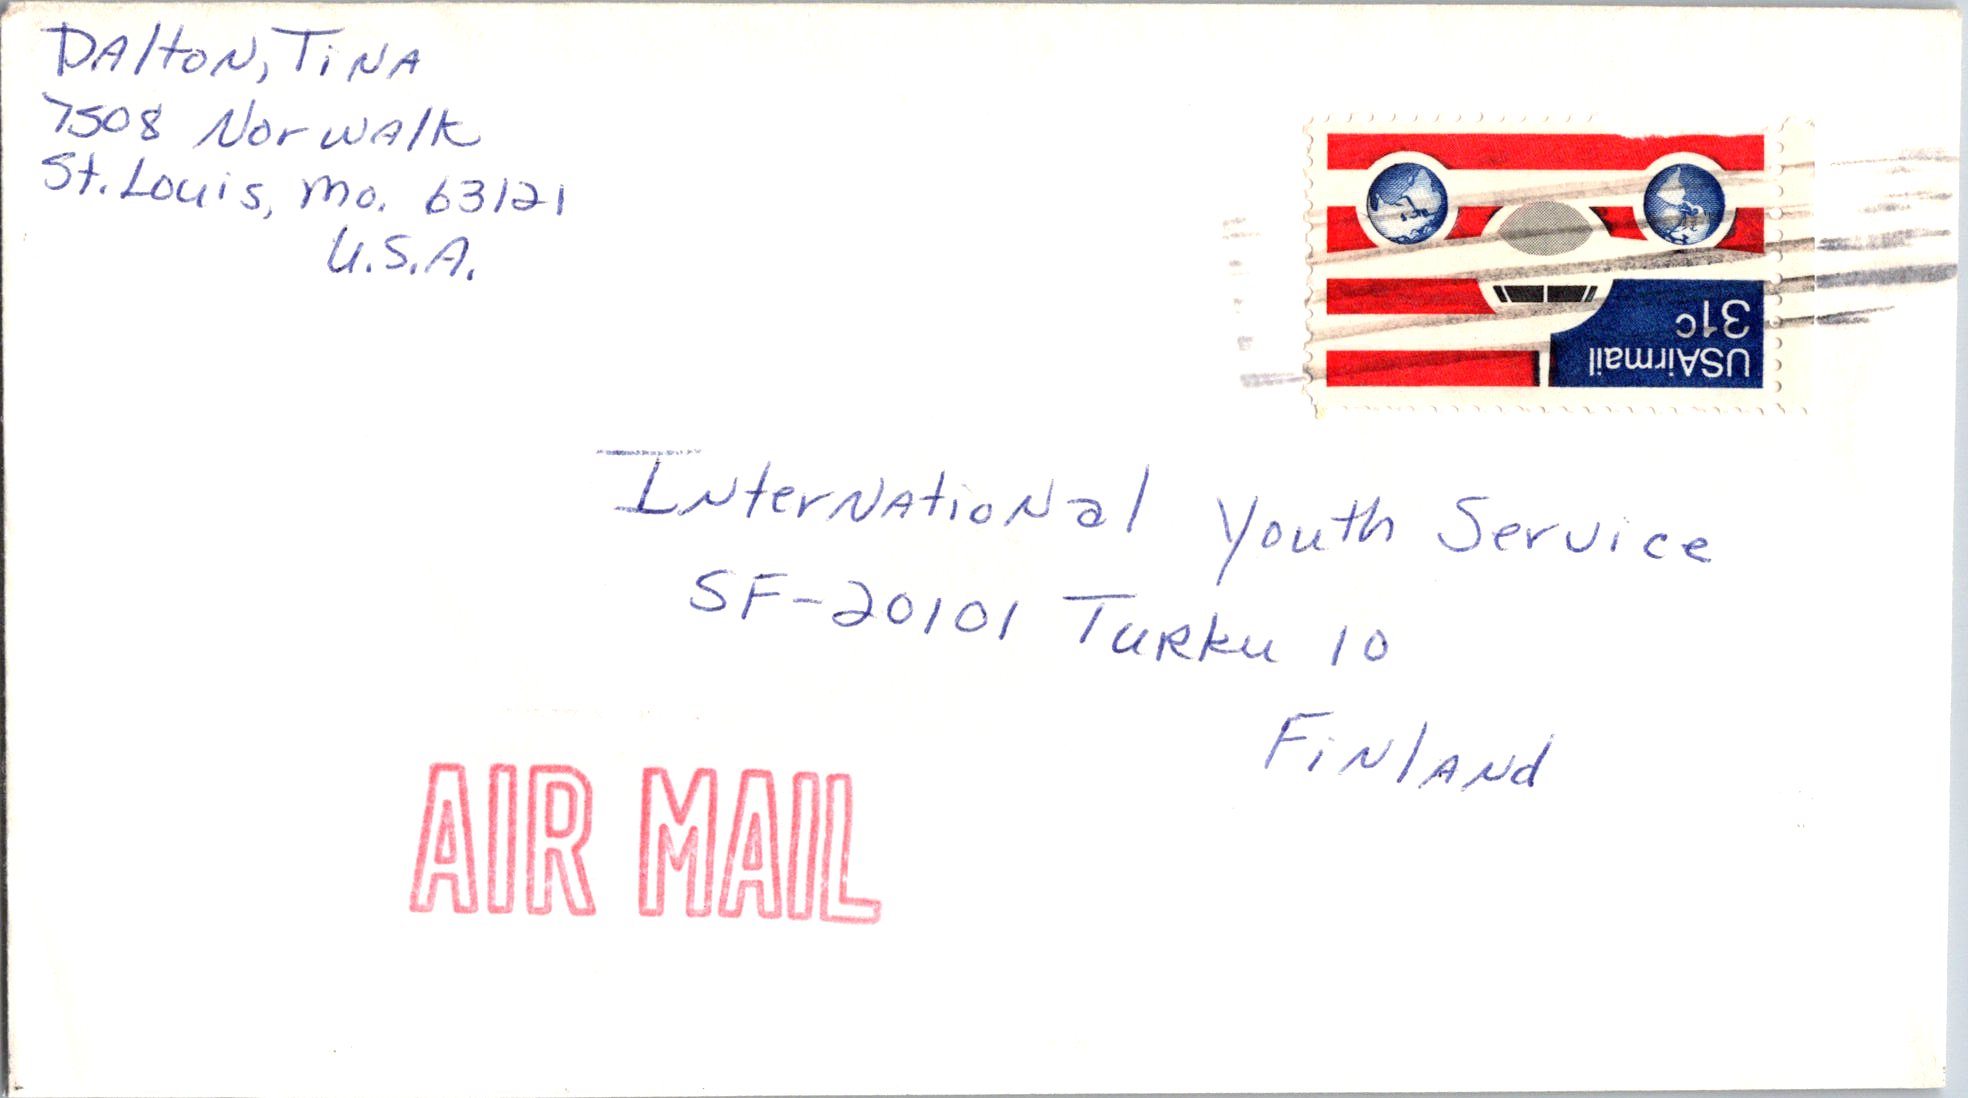 Dalton, Tina
7508 Norwalk
St. Louis, Mo. 63121
U.S.A.
USAirmail
31c
International Youth Service
SF-20101 Turku 10
Finland
AIR MAIL